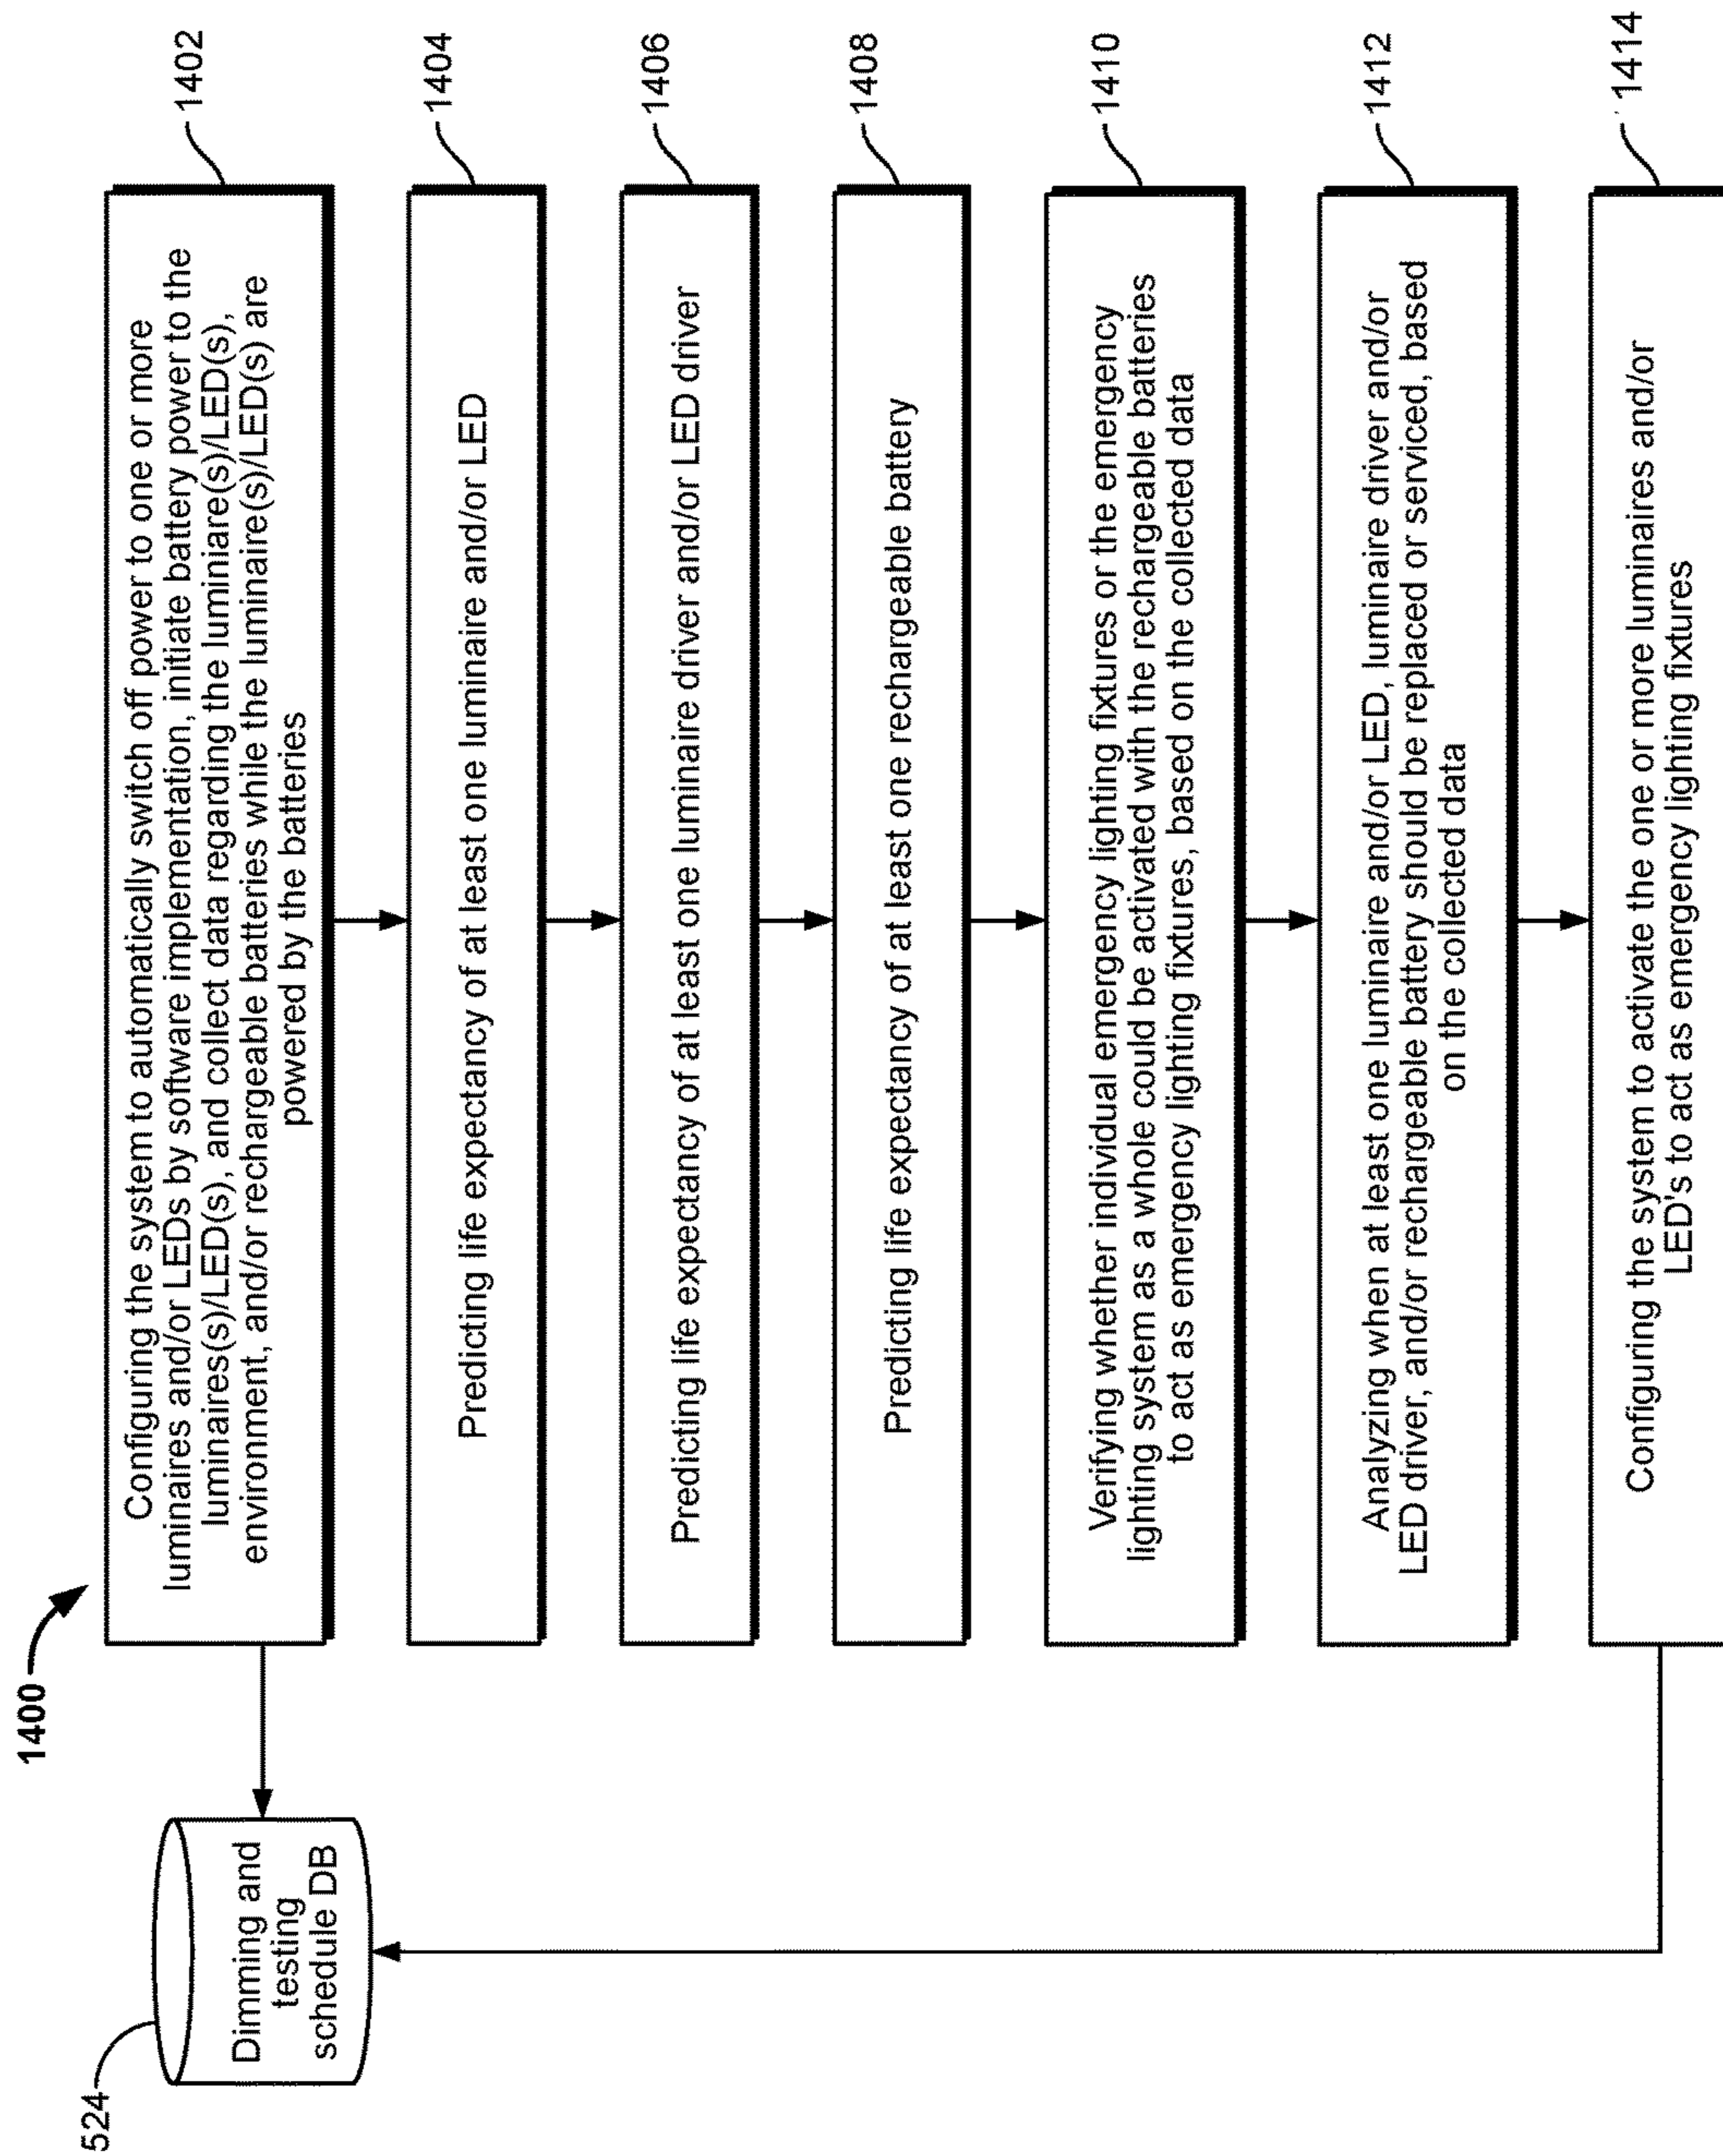 1400
524
Dimming and
testing
schedule DB
Configuring the system to automatically switch off power to one or more
luminaires and/or LEDs by software implementation, initiate battery power to the
luminaires(s)/LED(s), and collect data regarding the luminiare(s)/LED(s),
environment, and/or rechargeable batteries while the luminaire(s)/LED(s) are
powered by the batteries
1402
Predicting life expectancy of at least one luminaire and/or LED
1404
Predicting life expectancy of at least one luminaire driver and/or LED driver
1406
Predicting life expectancy of at least one rechargeable battery
1408
Verifying whether individual emergency lighting fixtures or the emergency
lighting system as a whole could be activated with the rechargeable batteries
to act as emergency lighting fixtures, based on the collected data
1410
Analyzing when at least one luminaire and/or LED, luminaire driver and/or
LED driver, and/or rechargeable battery should be replaced or serviced, based
on the collected data
1412
Configuring the system to activate the one or more luminaires and/or
LED's to act as emergency lighting fixtures
1414